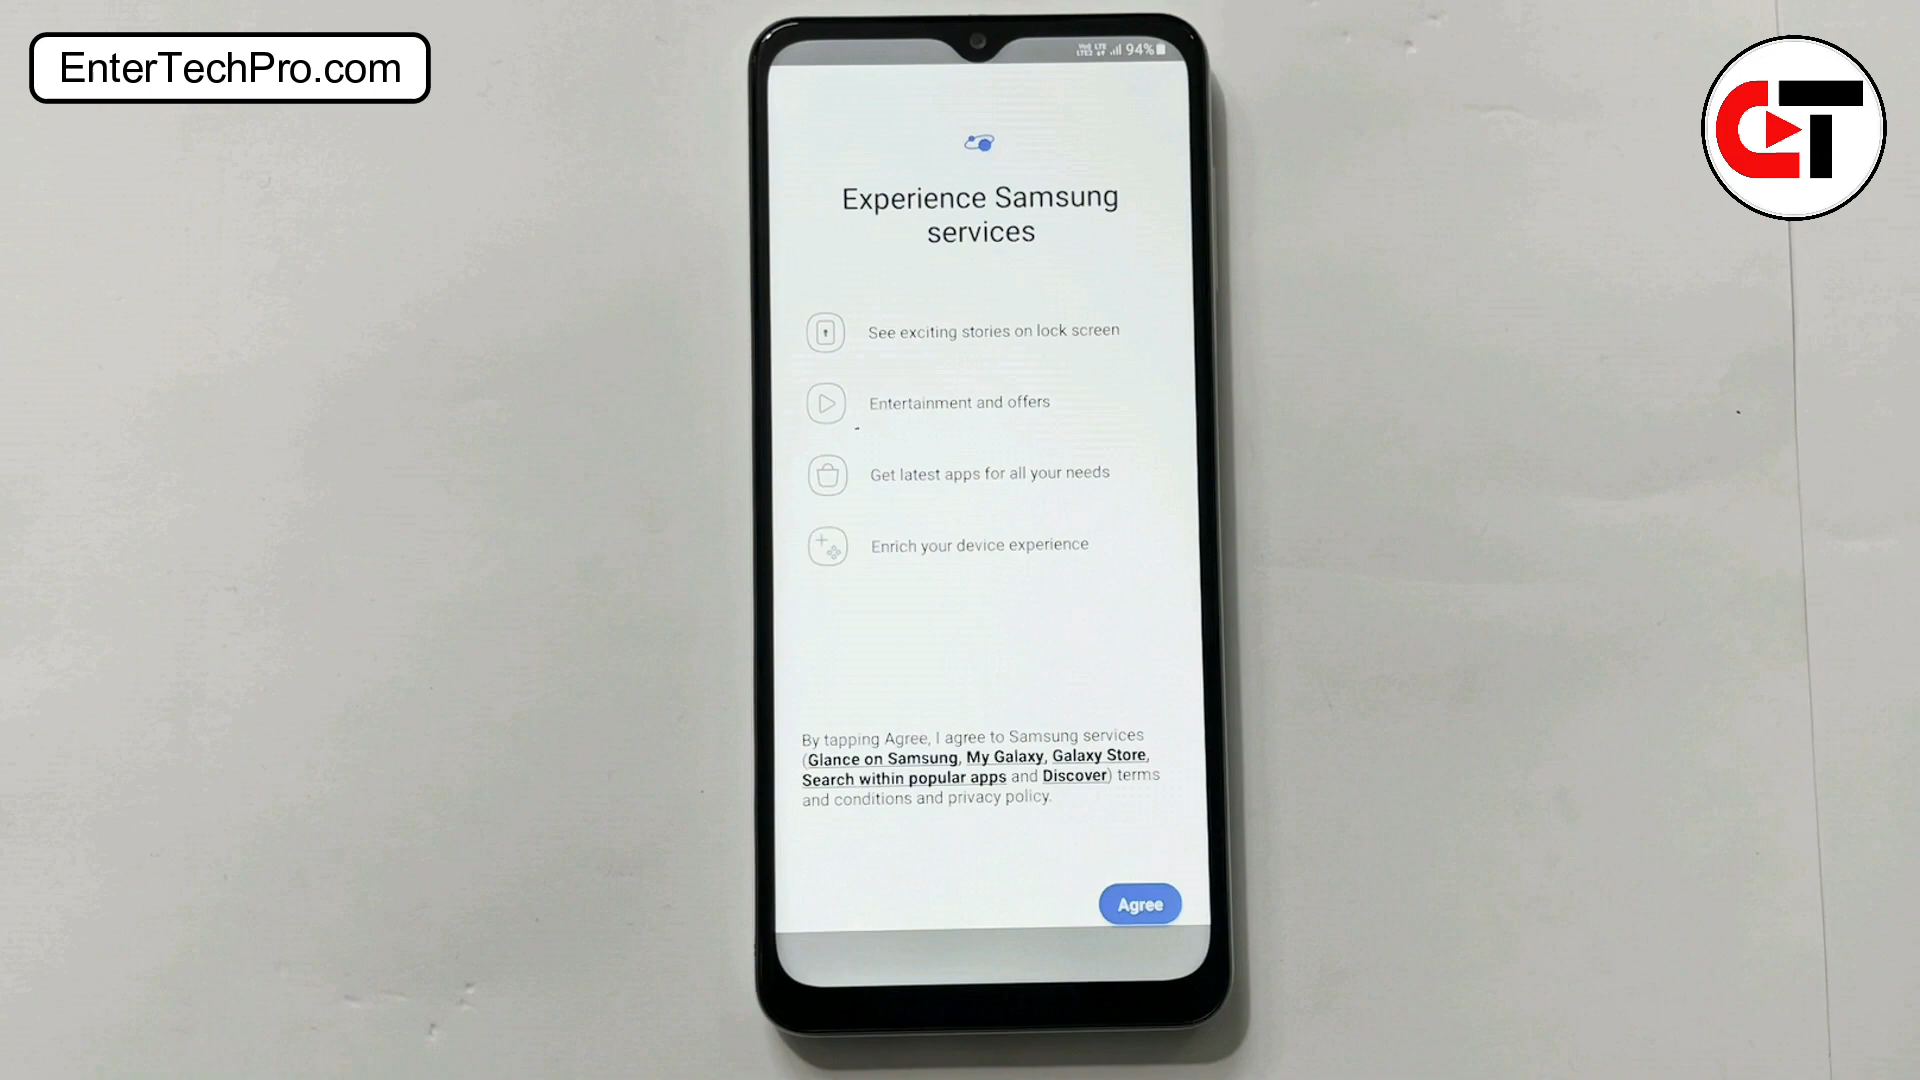 EnterTechPro.com
94%
Experience Samsung
services
See exciting stories on lock screen
Entertainment and offers
Get latest apps for all your needs
Enrich your device experience
By tapping Agree, I agree to Samsung services
(Glance on Samsung, My Galaxy, Galaxy Store,
Search within popular apps and Discover) terms
and conditions and privacy policy.
Agree